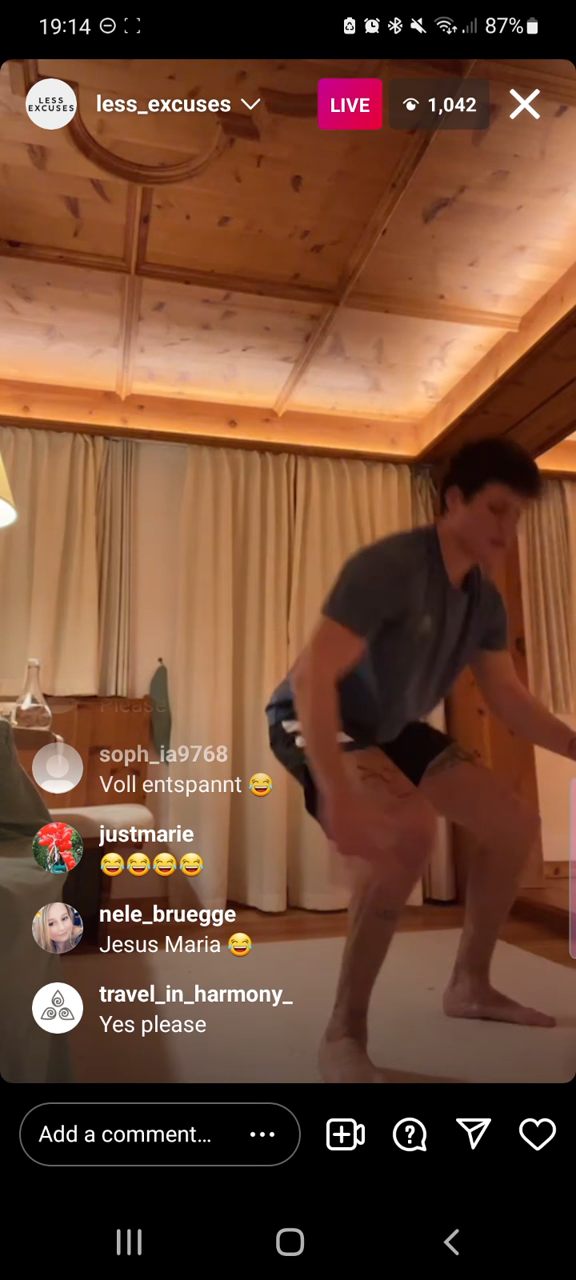 19:14
87%
LESS
EXCUSES
less_excuses
LIVE
1,042
Please
soph_ia9768
Voll entspannt 😂
justmarie
😂😂😂😂
nele_bruegge
Jesus Maria 😂
travel_in_harmony_
Yes please
Add a comment...